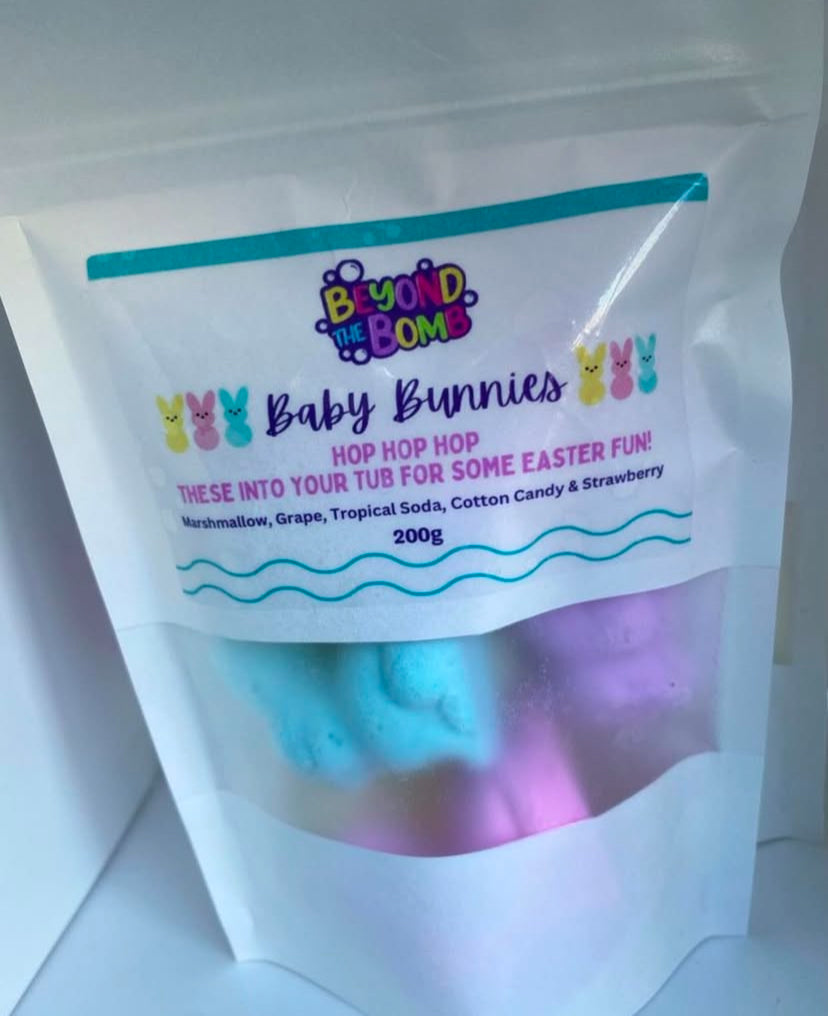 BEYOND
THE BOMB
Baby Bunnies
HOP HOP HOP
THESE INTO YOUR TUB FOR SOME EASTER FUN!
Marshmallow, Grape, Tropical Soda, Cotton Candy & Strawberry
200g